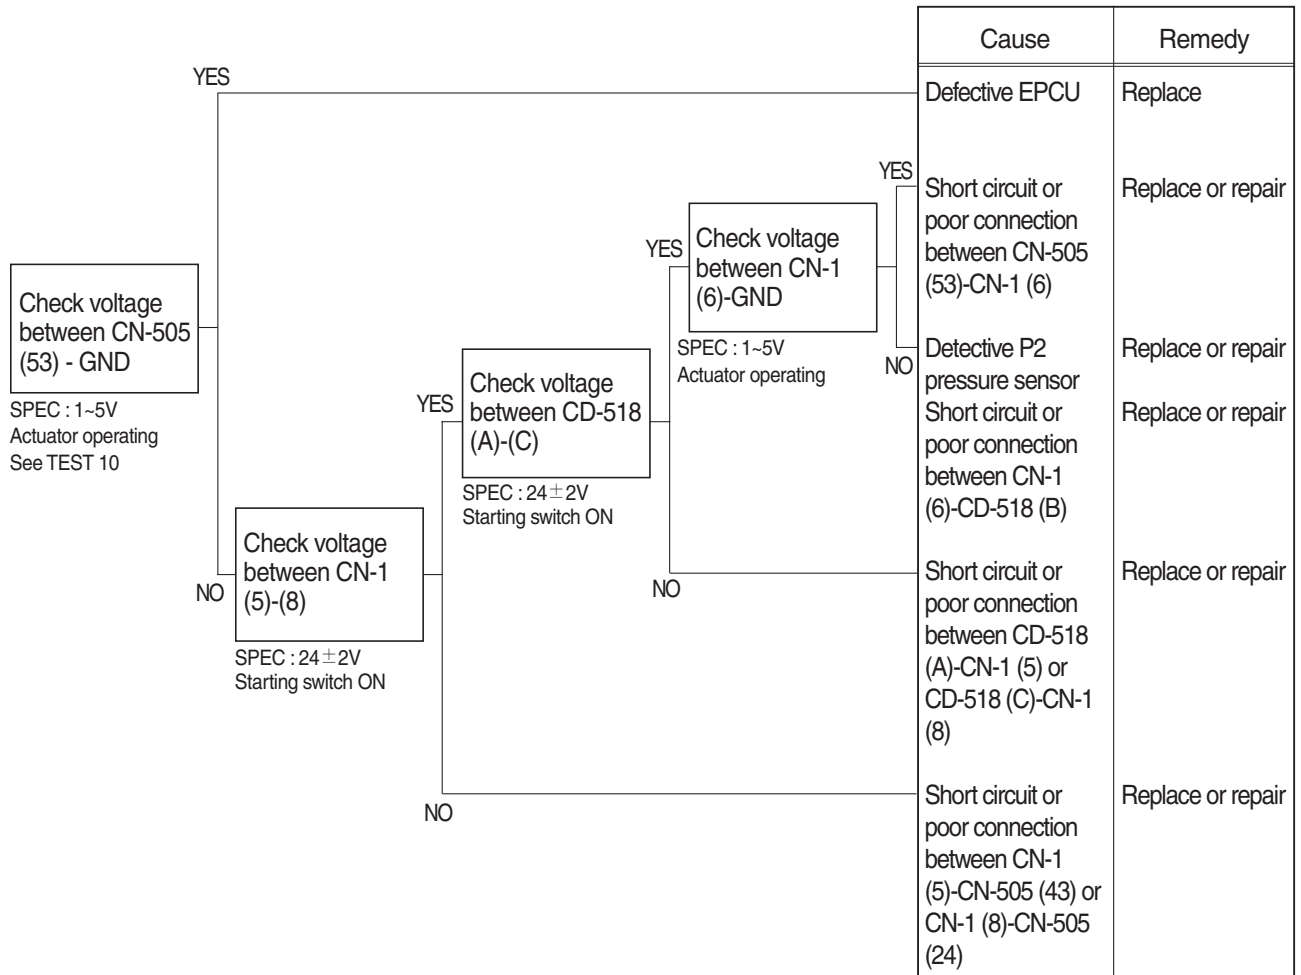 Cause
Remedy
YES
Defective EPCU
Replace
YES
Short circuit or
poor connection
between CN-505
(53)-CN-1 (6)
Replace or repair
YES
Check voltage
between CN-1
(6)-GND
SPEC : 1~5V
Actuator operating
NO
Detective P2
pressure sensor
Replace or repair
Short circuit or
poor connection
between CN-1
(6)-CD-518 (B)
Replace or repair
Check voltage
between CN-505
(53) - GND
SPEC : 1~5V
Actuator operating
See TEST 10
YES
Check voltage
between CD-518
(A)-(C)
SPEC : 24±2V
Starting switch ON
NO
Short circuit or
poor connection
between CD-518
(A)-CN-1 (5) or
CD-518 (C)-CN-1
(8)
Replace or repair
NO
Check voltage
between CN-1
(5)-(8)
SPEC : 24±2V
Starting switch ON
NO
Short circuit or
poor connection
between CN-1
(5)-CN-505 (43) or
CN-1 (8)-CN-505
(24)
Replace or repair